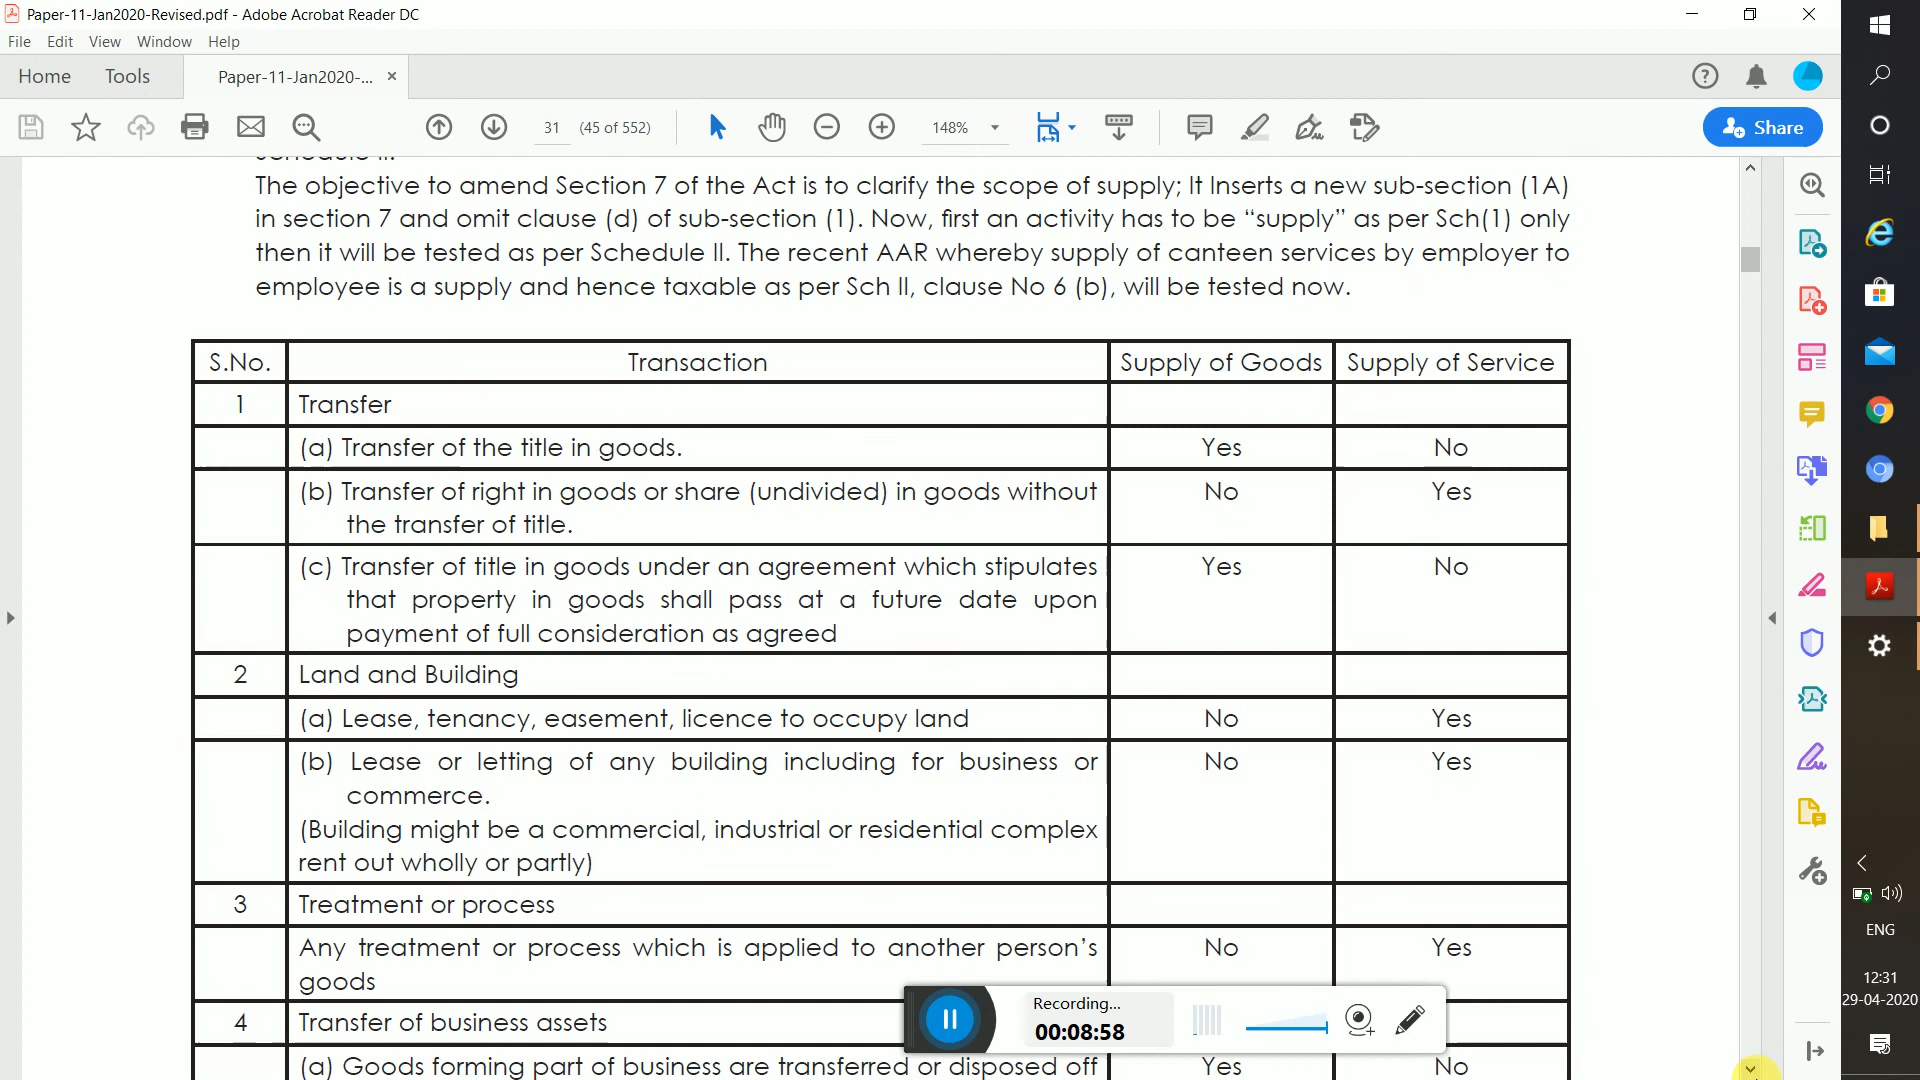 Paper-11-Jan2020-Revised.pdf - Adobe Acrobat Reader DC
File Edit View Window Help
Home Tools Paper-11-Jan2020-... ×
31 (45 of 552) 148% Share
Schedule II.
The objective to amend Section 7 of the Act is to clarify the scope of supply; It Inserts a new sub-section (1A)
in section 7 and omit clause (d) of sub-section (1). Now, first an activity has to be “supply” as per Sch(1) only
then it will be tested as per Schedule II. The recent AAR whereby supply of canteen services by employer to
employee is a supply and hence taxable as per Sch II, clause No 6 (b), will be tested now.
S.No. Transaction Supply of Goods Supply of Service
1 Transfer
(a) Transfer of the title in goods. Yes No
(b) Transfer of right in goods or share (undivided) in goods without No Yes
the transfer of title.
(c) Transfer of title in goods under an agreement which stipulates Yes No
that property in goods shall pass at a future date upon
payment of full consideration as agreed
2 Land and Building
(a) Lease, tenancy, easement, licence to occupy land No Yes
(b) Lease or letting of any building including for business or No Yes
commerce.
(Building might be a commercial, industrial or residential complex
rent out wholly or partly)
3 Treatment or process
Any treatment or process which is applied to another person’s No Yes
goods
4 Transfer of business assets
(a) Goods forming part of business are transferred or disposed off Yes No
Recording...
00:08:58
ENG
12:31
29-04-2020